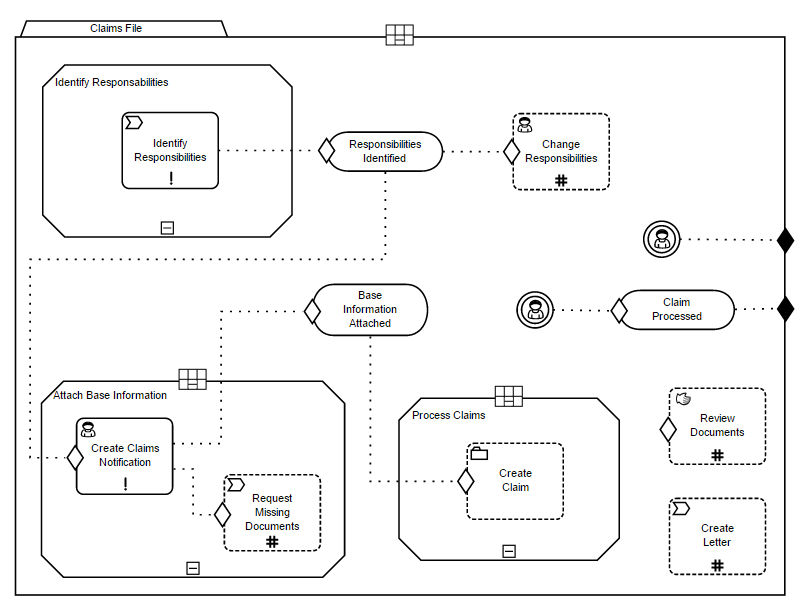 Claims File
Identify Responsabilities
Identify
Responsibilities
!
Responsibilities
Identified
Change
Responsibilities
#
Base
Information
Attached
Claim
Processed
Attach Base Information
Create Claims
Notification
!
Request
Missing
Documents
#
Process Claims
Create
Claim
Review
Documents
#
Create
Letter
#